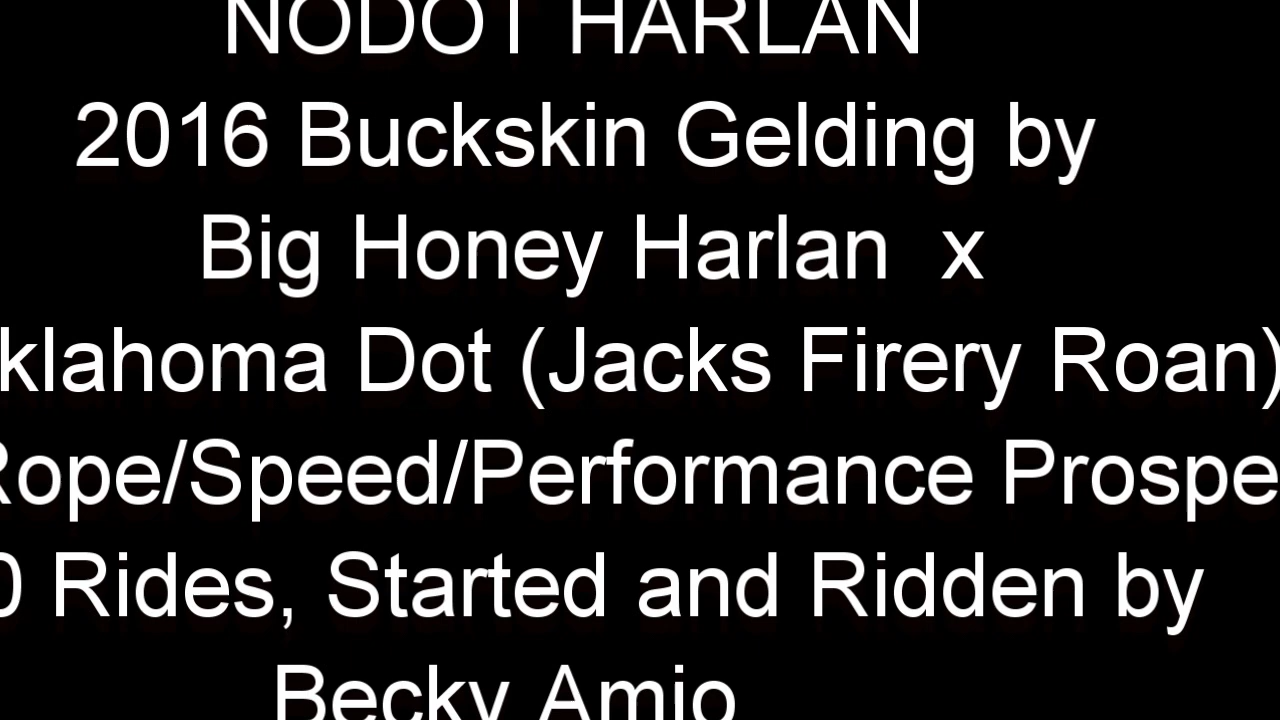 NODOT HARLAN
2016 Buckskin Gelding by
Big Honey Harlan x
klahoma Dot (Jacks Firery Roan)
Rope/Speed/Performance Prospe
0 Rides, Started and Ridden by
Becky Amio